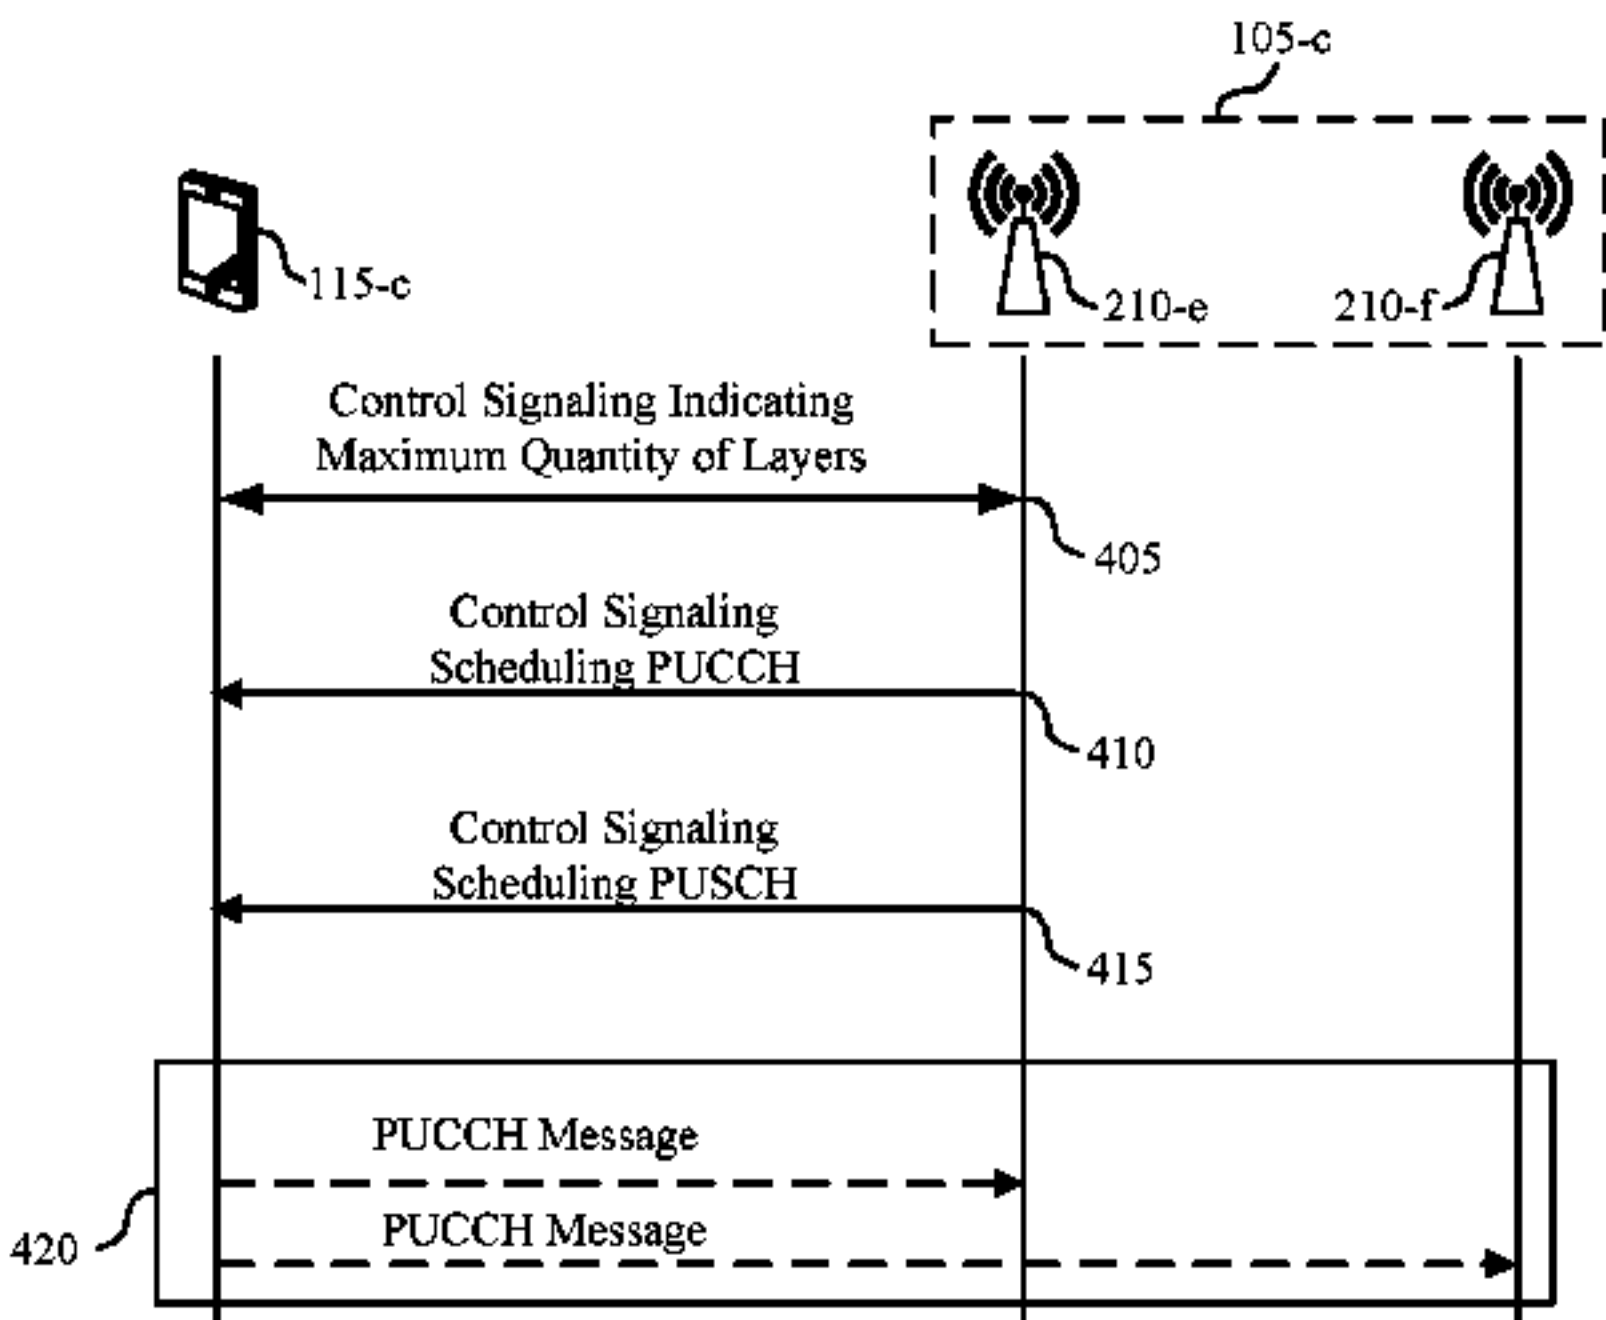 105-c
115-c
210-e
210-f
Control Signaling Indicating
Maximum Quantity of Layers
405
Control Signaling
Scheduling PUCCH
410
Control Signaling
Scheduling PUSCH
415
PUCCH Message
PUCCH Message
420